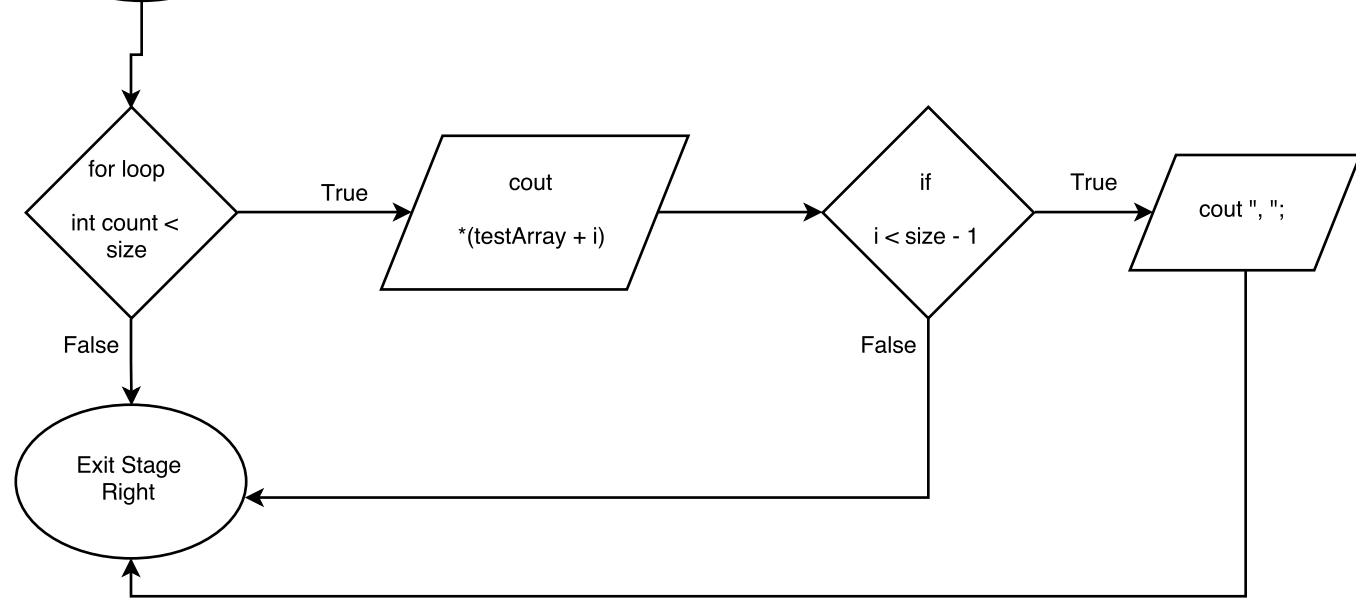 for loop
int count <
size
True
cout
*(testArray + i)
if
i < size - 1
True
cout ", ";
False
False
Exit Stage
Right